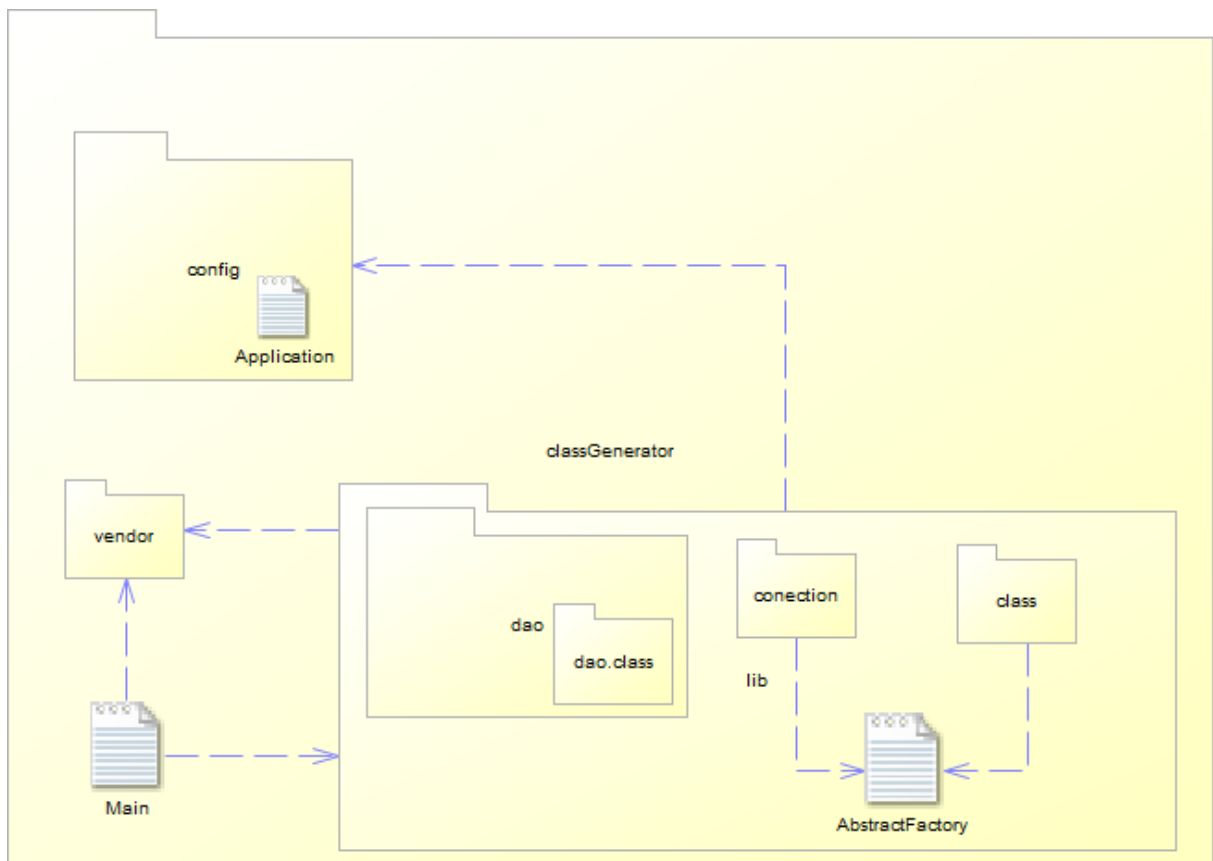 config
Application
classGenerator
vendor
conection
class
dao
dao.class
lib
Main
AbstractFactory